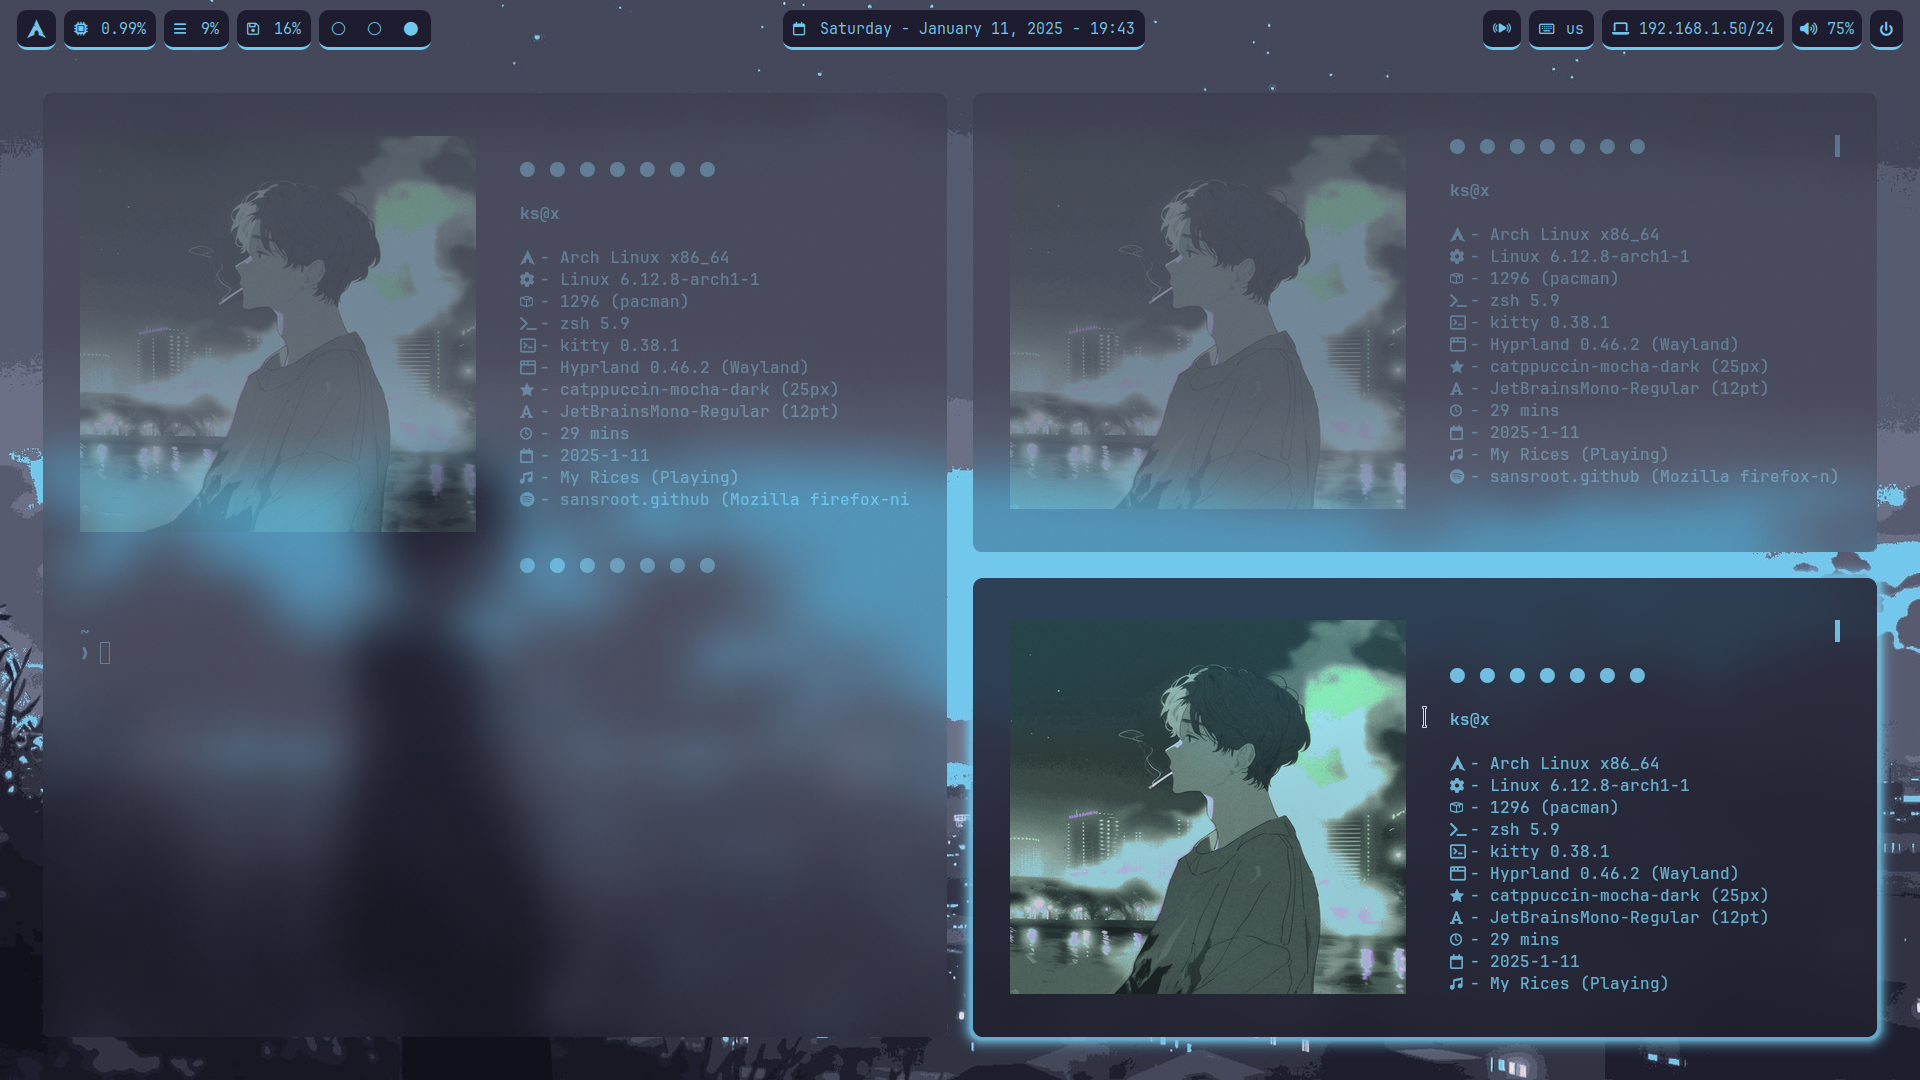 0.99%
9%
16%
Saturday - January 11, 2025 - 19:43
us
192.168.1.50/24
75%
ks@x
- Arch Linux x86_64
- Linux 6.12.8-arch1-1
- 1296 (pacman)
- zsh 5.9
- kitty 0.38.1
- Hyprland 0.46.2 (Wayland)
- catppuccin-mocha-dark (25px)
- JetBrainsMono-Regular (12pt)
- 29 mins
- 2025-1-11
- My Rices (Playing)
- sansroot.github (Mozilla firefox-ni
~
❯
ks@x
- Arch Linux x86_64
- Linux 6.12.8-arch1-1
- 1296 (pacman)
- zsh 5.9
- kitty 0.38.1
- Hyprland 0.46.2 (Wayland)
- catppuccin-mocha-dark (25px)
- JetBrainsMono-Regular (12pt)
- 29 mins
- 2025-1-11
- My Rices (Playing)
- sansroot.github (Mozilla firefox-n)
ks@x
- Arch Linux x86_64
- Linux 6.12.8-arch1-1
- 1296 (pacman)
- zsh 5.9
- kitty 0.38.1
- Hyprland 0.46.2 (Wayland)
- catppuccin-mocha-dark (25px)
- JetBrainsMono-Regular (12pt)
- 29 mins
- 2025-1-11
- My Rices (Playing)